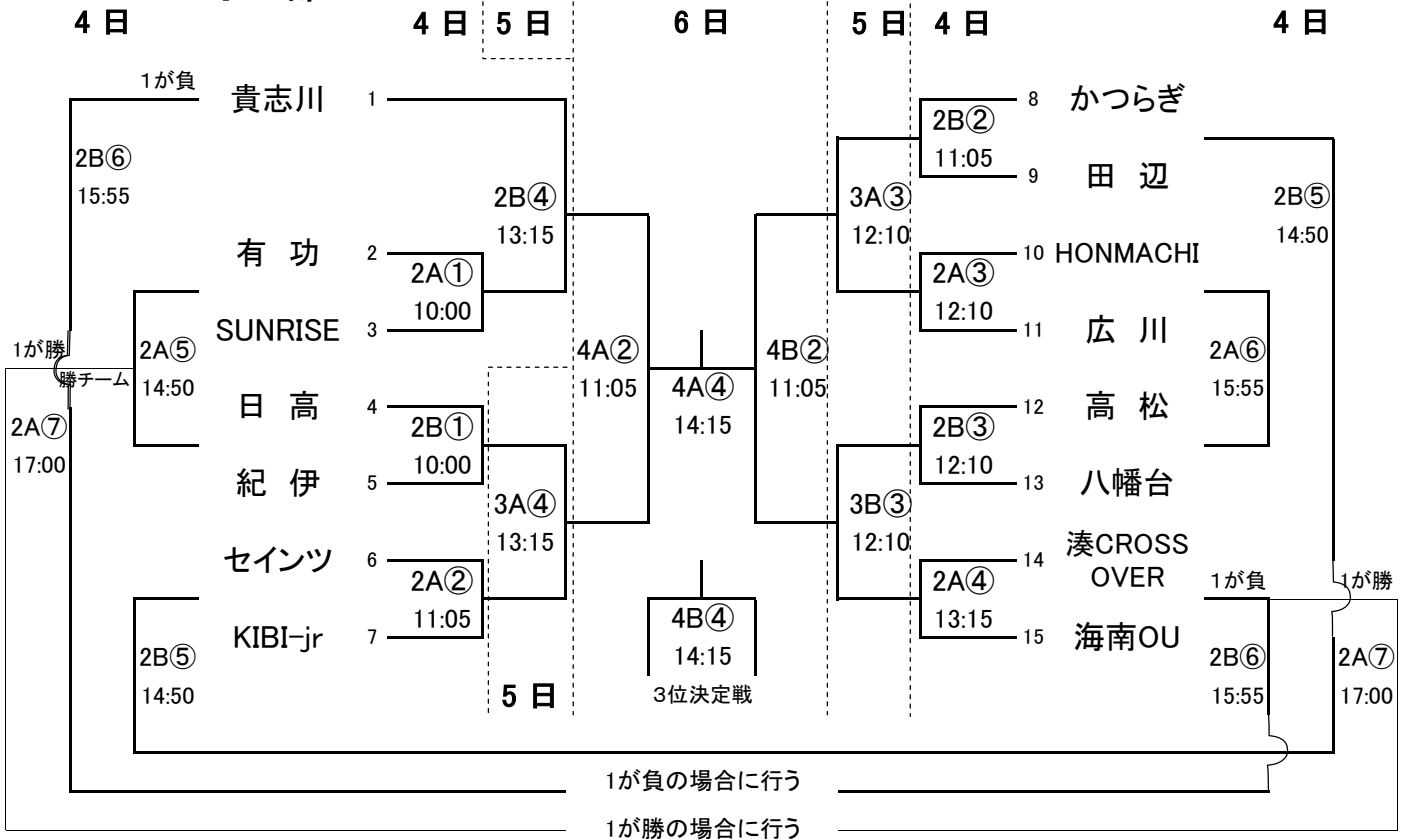 4 日 4 日 5 日 6 日 5 日 4 日 4 日
1が負 貴志川 1 8 かつらぎ
2B② 11:05
2B⑥ 15:55
9 田 辺
2B④ 13:15
3A③ 12:10
2B⑤ 14:50
有 功 2 10 HONMACHI
2A① 10:00
2A③ 12:10
SUNRISE 3 11 広 川
1が勝
勝チーム
2A⑤ 14:50
4A② 11:05
4A④ 14:15
4B② 11:05
2A⑥ 15:55
日 高 4 12 高 松
2A⑦ 17:00
2B① 10:00
2B③ 12:10
紀 伊 5 13 八幡台
3A④ 13:15
3B③ 12:10
セインツ 6 14 湊CROSS
OVER
1が負 1が勝
2A② 11:05
2A④ 13:15
KIBI-jr 7 15 海南OU
2B⑤ 14:50
4B④ 14:15
2B⑥ 15:55
2A⑦ 17:00
5 日 3位決定戦
1が負の場合に行う
1が勝の場合に行う